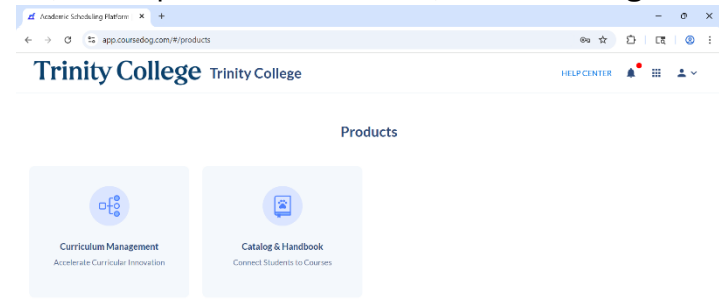 Academic Scheduling Platform
app.coursedog.com/#/products
Trinity College Trinity College
HELP CENTER
Products
Curriculum Management
Accelerate Curricular Innovation
Catalog & Handbook
Connect Students to Courses